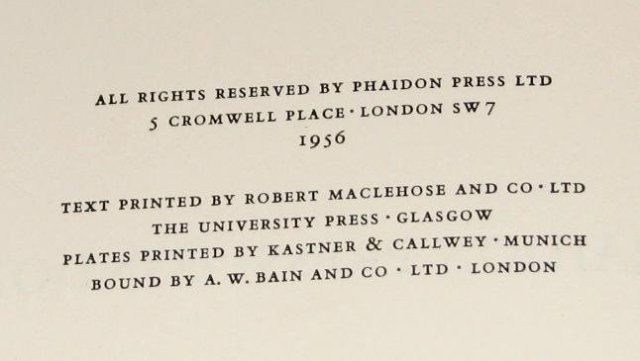 ALL RIGHTS RESERVED BY PHAIDON PRESS LTD
5 CROMWELL PLACE · LONDON SW7
1956
TEXT PRINTED BY ROBERT MACLEHOSE AND CO · LTD
THE UNIVERSITY PRESS · GLASGOW
PLATES PRINTED BY KASTNER & CALLWEY · MUNICH
BOUND BY A. W. BAIN AND CO · LTD · LONDON